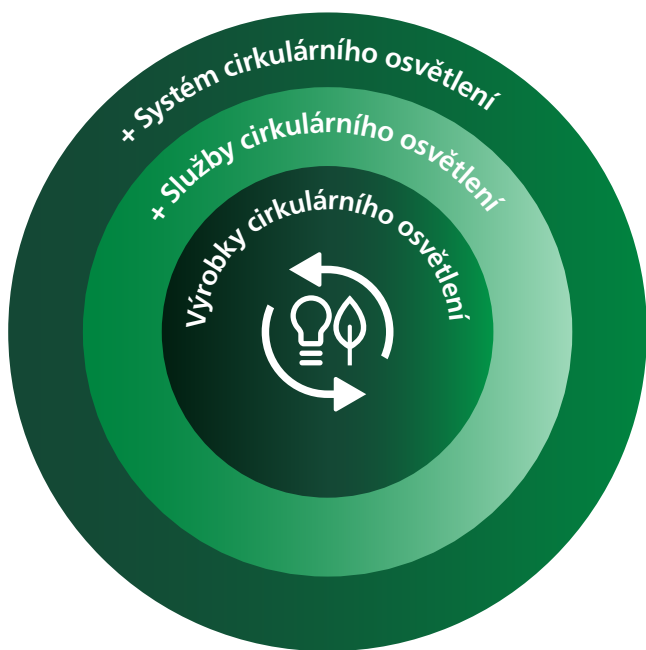 + Systém cirkulárního osvětlení
+ Služby cirkulárního osvětlení
Výrobky cirkulárního osvětlení